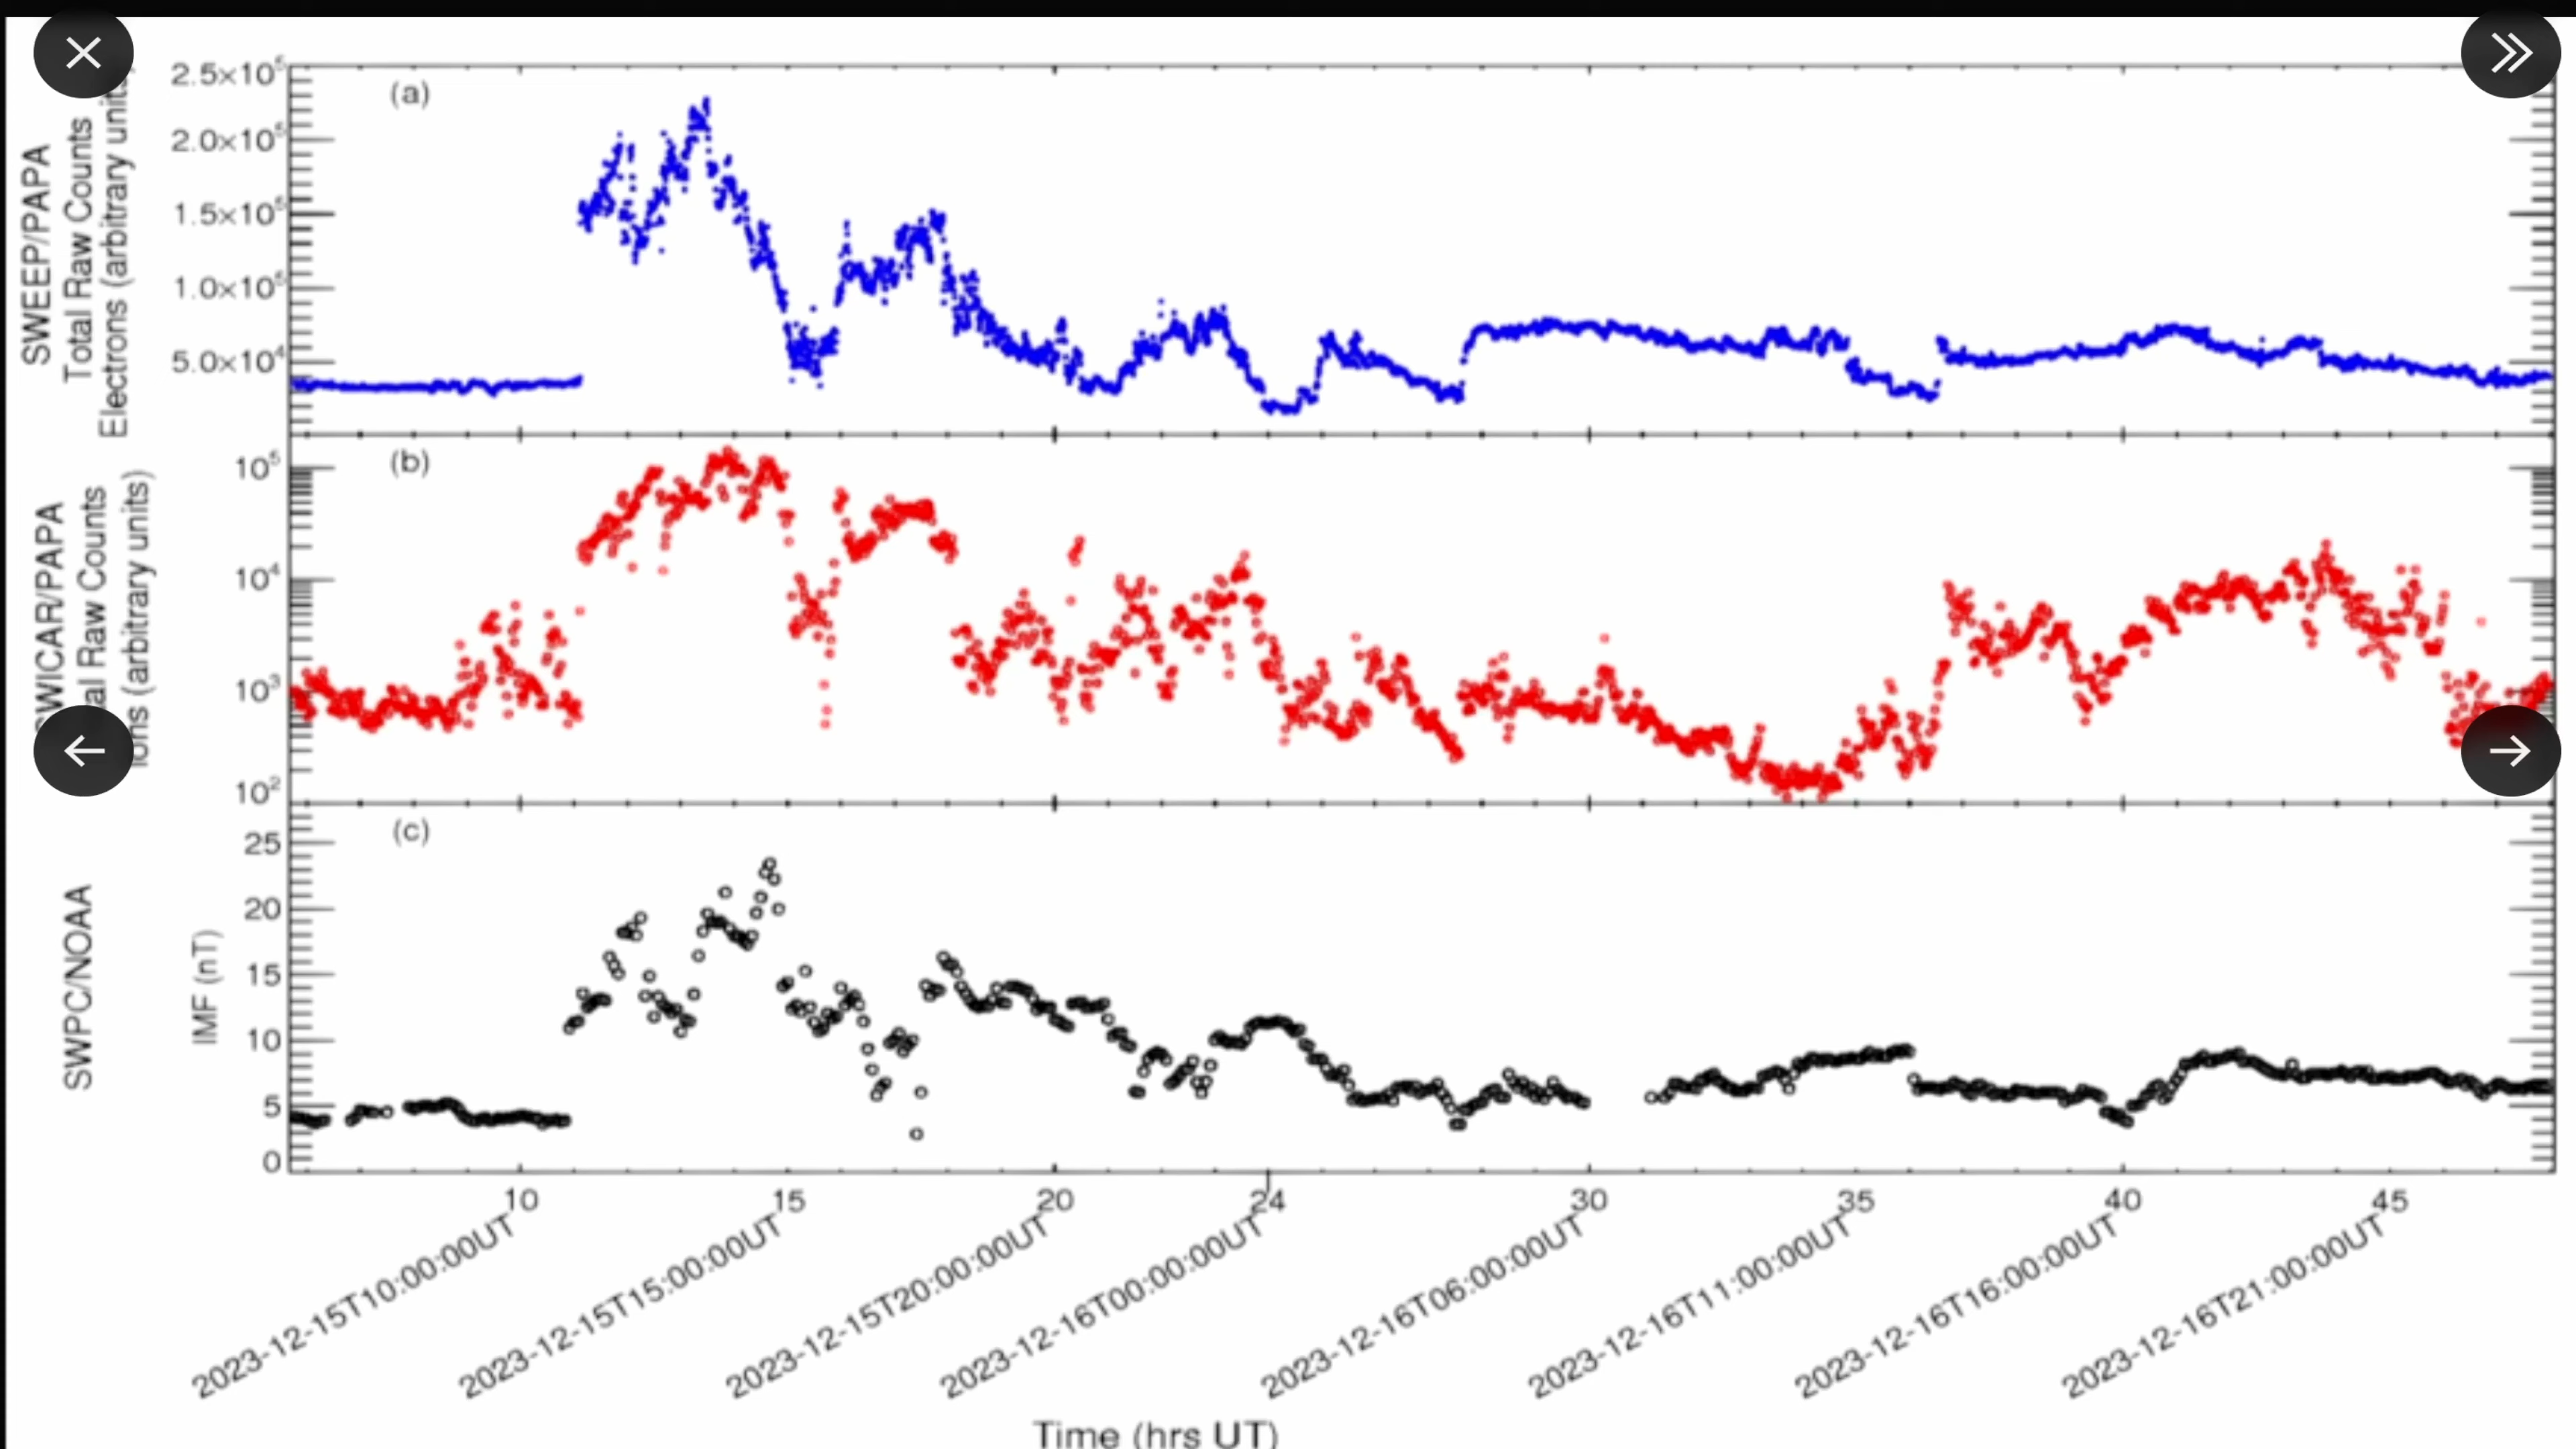 SWEEP/PAPA
Total Raw Counts
Electrons (arbitrary units
2.5×10⁵
2.0×10⁵
1.5×10⁵
1.0×10⁵
5.0×10⁴
(a)
SWICAR/PAPA
al Raw Counts
Ions (arbitrary units)
10⁵
10⁴
10³
10²
(b)
SWPC/NOAA
IMF (nT)
25
20
15
10
5
0
(c)
10 15 20 24 30 35 40 45
2023-12-15T10:00:00UT
2023-12-15T15:00:00UT
2023-12-15T20:00:00UT
2023-12-16T00:00:00UT
2023-12-16T06:00:00UT
2023-12-16T11:00:00UT
2023-12-16T16:00:00UT
2023-12-16T21:00:00UT
Time (hrs UT)